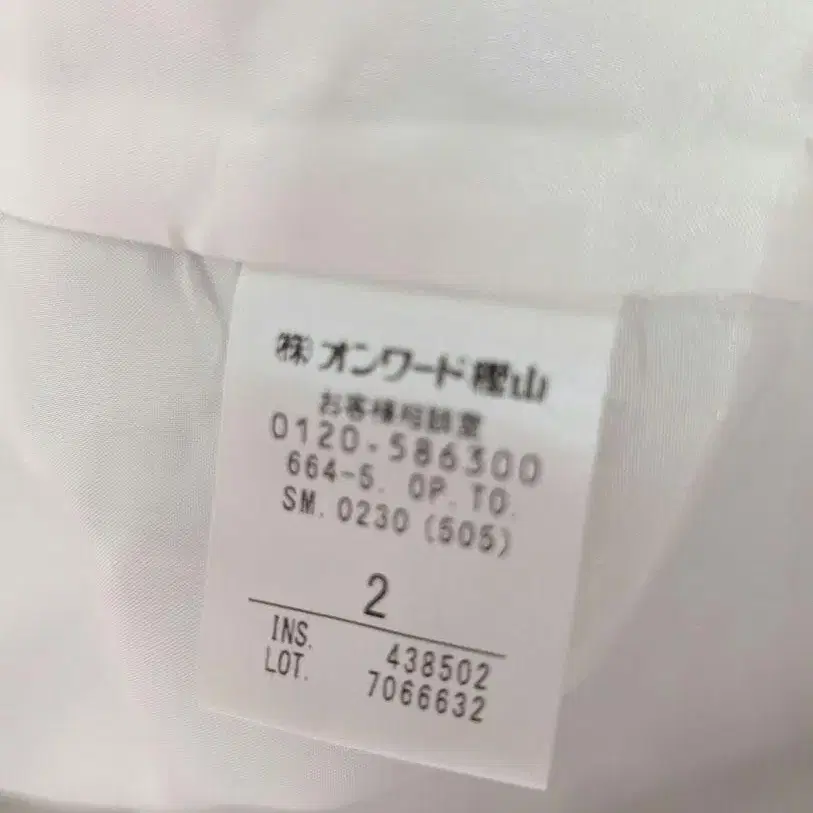 ㈱オンワード樫山
お客様相談室
0120-586300
664-5. OP. TO.
SM. 0230 (505)
2
INS. 438502
LOT. 7066632